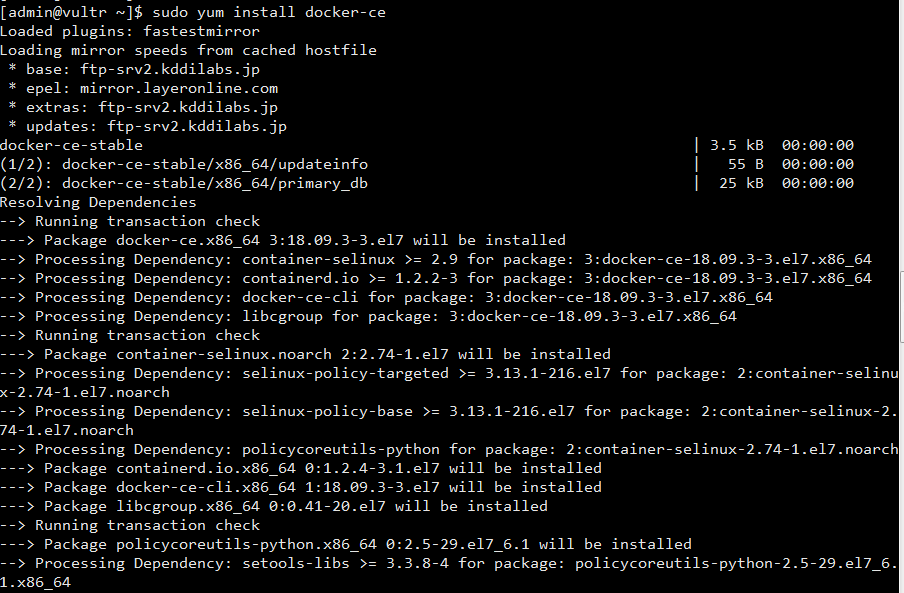 [admin@vultr ~]$ sudo yum install docker-ce
Loaded plugins: fastestmirror
Loading mirror speeds from cached hostfile
 * base: ftp-srv2.kddilabs.jp
 * epel: mirror.layeronline.com
 * extras: ftp-srv2.kddilabs.jp
 * updates: ftp-srv2.kddilabs.jp
docker-ce-stable | 3.5 kB 00:00:00
(1/2): docker-ce-stable/x86_64/updateinfo | 55 B 00:00:00
(2/2): docker-ce-stable/x86_64/primary_db | 25 kB 00:00:00
Resolving Dependencies
--> Running transaction check
---> Package docker-ce.x86_64 3:18.09.3-3.el7 will be installed
--> Processing Dependency: container-selinux >= 2.9 for package: 3:docker-ce-18.09.3-3.el7.x86_64
--> Processing Dependency: containerd.io >= 1.2.2-3 for package: 3:docker-ce-18.09.3-3.el7.x86_64
--> Processing Dependency: docker-ce-cli for package: 3:docker-ce-18.09.3-3.el7.x86_64
--> Processing Dependency: libcgroup for package: 3:docker-ce-18.09.3-3.el7.x86_64
--> Running transaction check
---> Package container-selinux.noarch 2:2.74-1.el7 will be installed
--> Processing Dependency: selinux-policy-targeted >= 3.13.1-216.el7 for package: 2:container-selinu
x-2.74-1.el7.noarch
--> Processing Dependency: selinux-policy-base >= 3.13.1-216.el7 for package: 2:container-selinux-2.
74-1.el7.noarch
--> Processing Dependency: policycoreutils-python for package: 2:container-selinux-2.74-1.el7.noarch
---> Package containerd.io.x86_64 0:1.2.4-3.1.el7 will be installed
---> Package docker-ce-cli.x86_64 1:18.09.3-3.el7 will be installed
---> Package libcgroup.x86_64 0:0.41-20.el7 will be installed
--> Running transaction check
---> Package policycoreutils-python.x86_64 0:2.5-29.el7_6.1 will be installed
--> Processing Dependency: setools-libs >= 3.3.8-4 for package: policycoreutils-python-2.5-29.el7_6.
1.x86_64